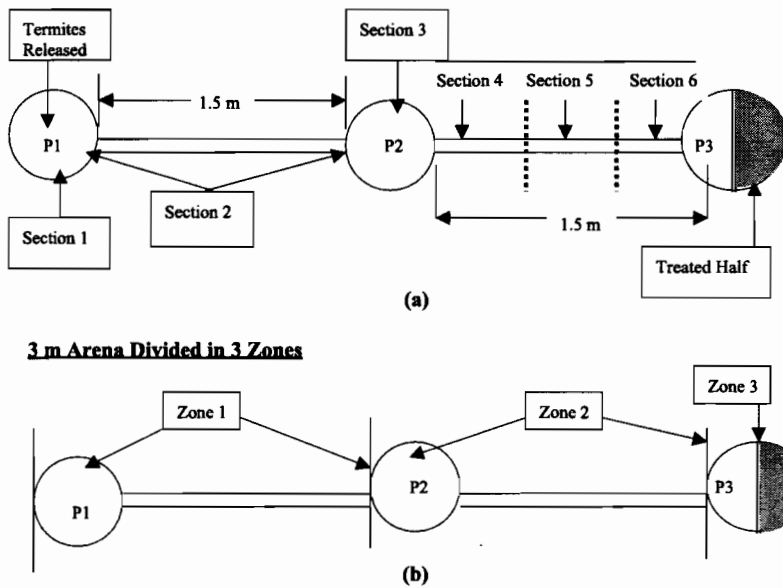 Termites
Released
Section 3
Section 4
Section 5
Section 6
1.5 m
P1
P2
P3
Section 2
Section 1
1.5 m
Treated Half
(a)
3 m Arena Divided in 3 Zones
Zone 1
Zone 2
Zone 3
P1
P2
P3
(b)